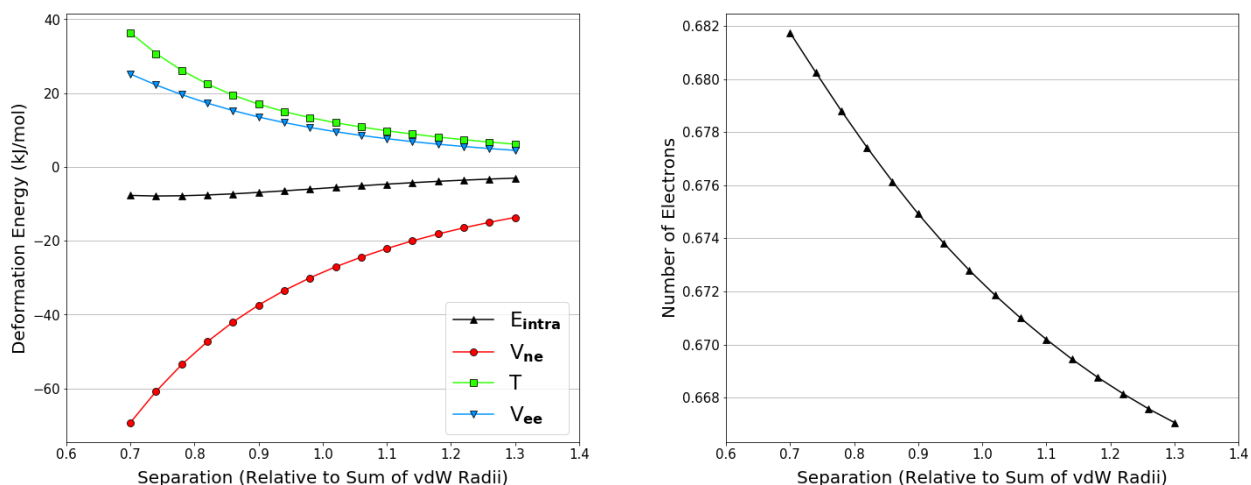 40
20
0
−20
−40
−60
Deformation Energy (kJ/mol)
E intra
V ne
T
V ee
0.6 0.7 0.8 0.9 1.0 1.1 1.2 1.3 1.4
Separation (Relative to Sum of vdW Radii)
0.682
0.680
0.678
0.676
0.674
0.672
0.670
0.668
Number of Electrons
0.6 0.7 0.8 0.9 1.0 1.1 1.2 1.3 1.4
Separation (Relative to Sum of vdW Radii)